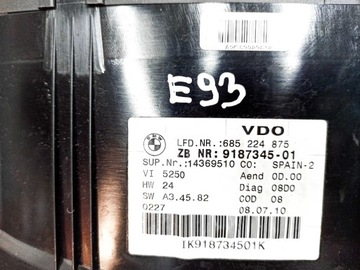 E93
VDO
LFD.NR.:685 224 875
ZB NR: 9187345-01
SUP.Nr.:14369510 CO: SPAIN-2
VI 5250 Aend 0D.00
HW 24 Diag 08D0
SW A3.45.82 COD 08
0227 08.07.10
IK918734501K